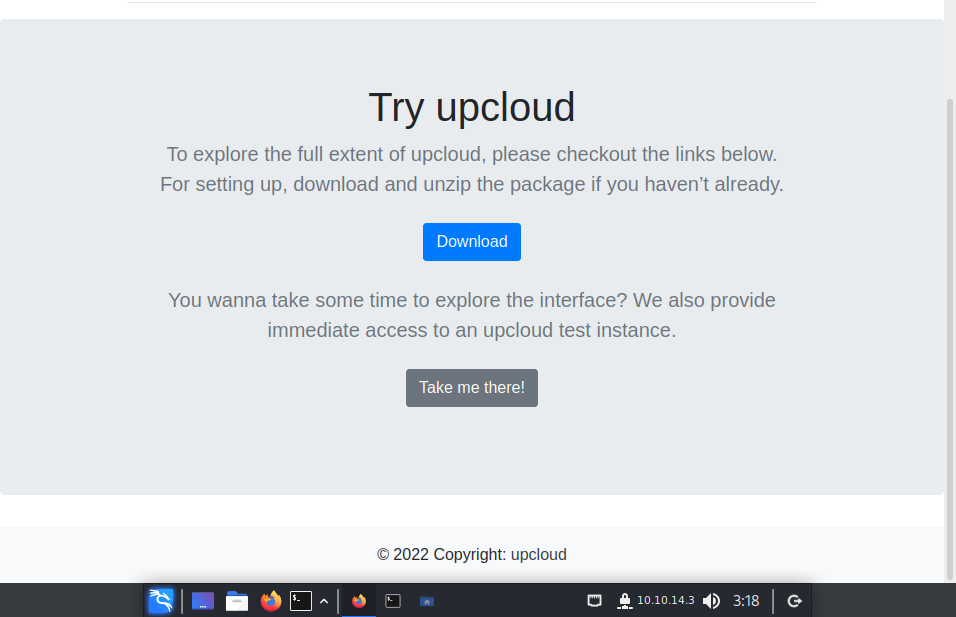 Try upcloud
To explore the full extent of upcloud, please checkout the links below.
For setting up, download and unzip the package if you haven’t already.
Download
You wanna take some time to explore the interface? We also provide
immediate access to an upcloud test instance.
Take me there!
© 2022 Copyright: upcloud
10.10.14.3 3:18